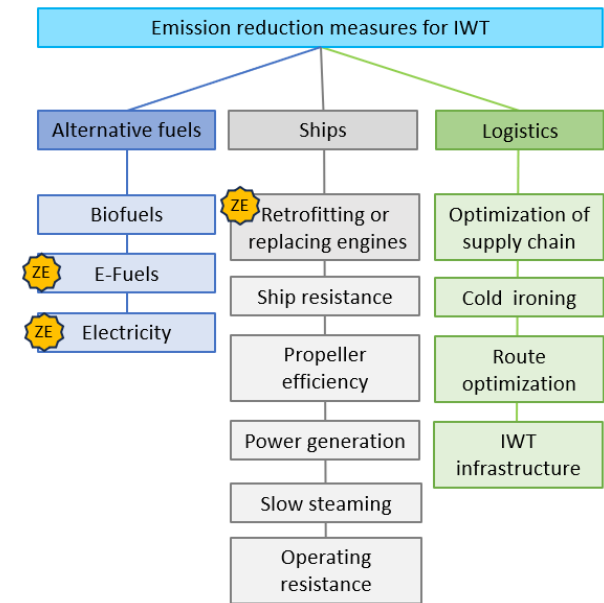 Emission reduction measures for IWT
Alternative fuels
Biofuels
ZE
E-Fuels
ZE
Electricity
Ships
ZE
Retrofitting or
replacing engines
Ship resistance
Propeller
efficiency
Power generation
Slow steaming
Operating
resistance
Logistics
Optimization of
supply chain
Cold ironing
Route
optimization
IWT
infrastructure